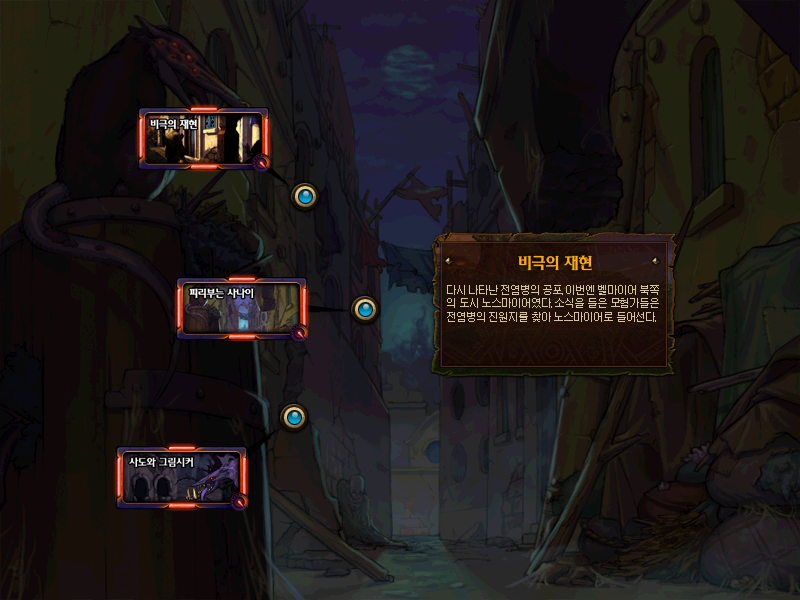 비극의 재현
피리부는 사나이
사도와 그림시커
비극의 재현
다시 나타난 전염병의 공포, 이번엔 벨마이어 북쪽
의 도시 노스마이어였다. 소식을 들은 모험가들은
전염병의 진원지를 찾아 노스마이어로 들어선다.